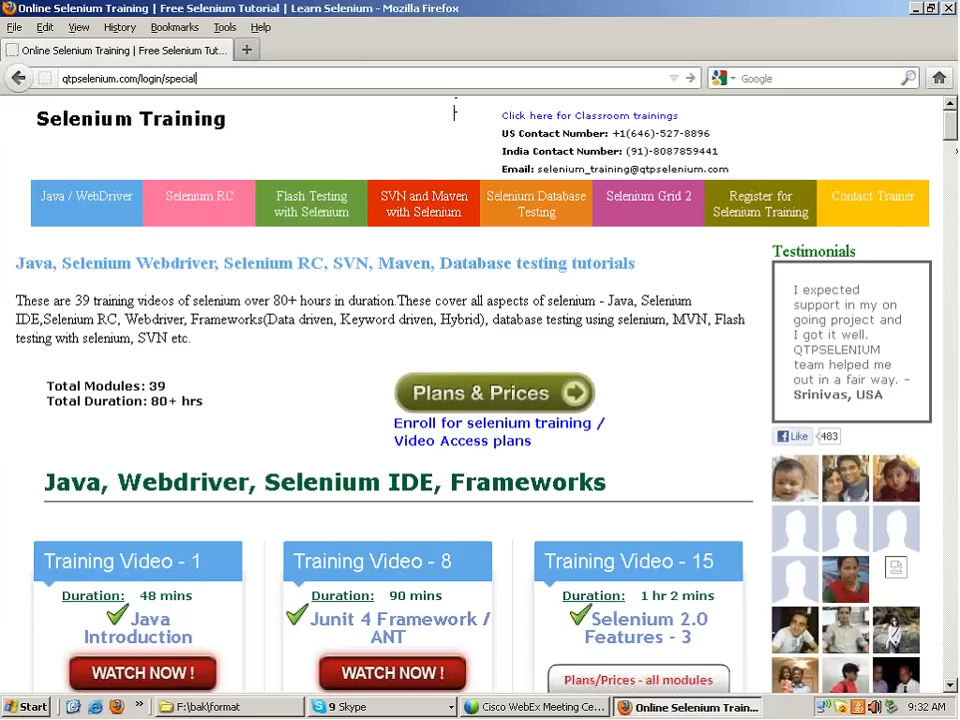 Online Selenium Training | Free Selenium Tutorial | Learn Selenium - Mozilla Firefox
File Edit View History Bookmarks Tools Help
Online Selenium Training | Free Selenium Tut...
qtpselenium.com/login/special
Google
Selenium Training
Click here for Classroom trainings
US Contact Number: +1(646)-527-8896
India Contact Number: (91)-8087859441
Email: selenium_training@qtpselenium.com
Java / WebDriver
Selenium RC
Flash Testing
with Selenium
SVN and Maven
with Selenium
Selenium Database
Testing
Selenium Grid 2
Register for
Selenium Training
Contact Trainer
Java, Selenium Webdriver, Selenium RC, SVN, Maven, Database testing tutorials
These are 39 training videos of selenium over 80+ hours in duration.These cover all aspects of selenium - Java, Selenium
IDE,Selenium RC, Webdriver, Frameworks(Data driven, Keyword driven, Hybrid), database testing using selenium, MVN, Flash
testing with selenium, SVN etc.
Total Modules: 39
Total Duration: 80+ hrs
Plans & Prices
Enroll for selenium training /
Video Access plans
Testimonials
I expected
support in my on
going project and
I got it well.
QTPSELENIUM
team helped me
out in a fair way. -
Srinivas, USA
Like 483
Java, Webdriver, Selenium IDE, Frameworks
Training Video - 1
Duration: 48 mins
Java
Introduction
WATCH NOW !
Training Video - 8
Duration: 90 mins
Junit 4 Framework /
ANT
WATCH NOW !
Training Video - 15
Duration: 1 hr 2 mins
Selenium 2.0
Features - 3
Plans/Prices - all modules
Start
F:\bak\format
9 Skype
Cisco WebEx Meeting Ce...
Online Selenium Train...
9:32 AM